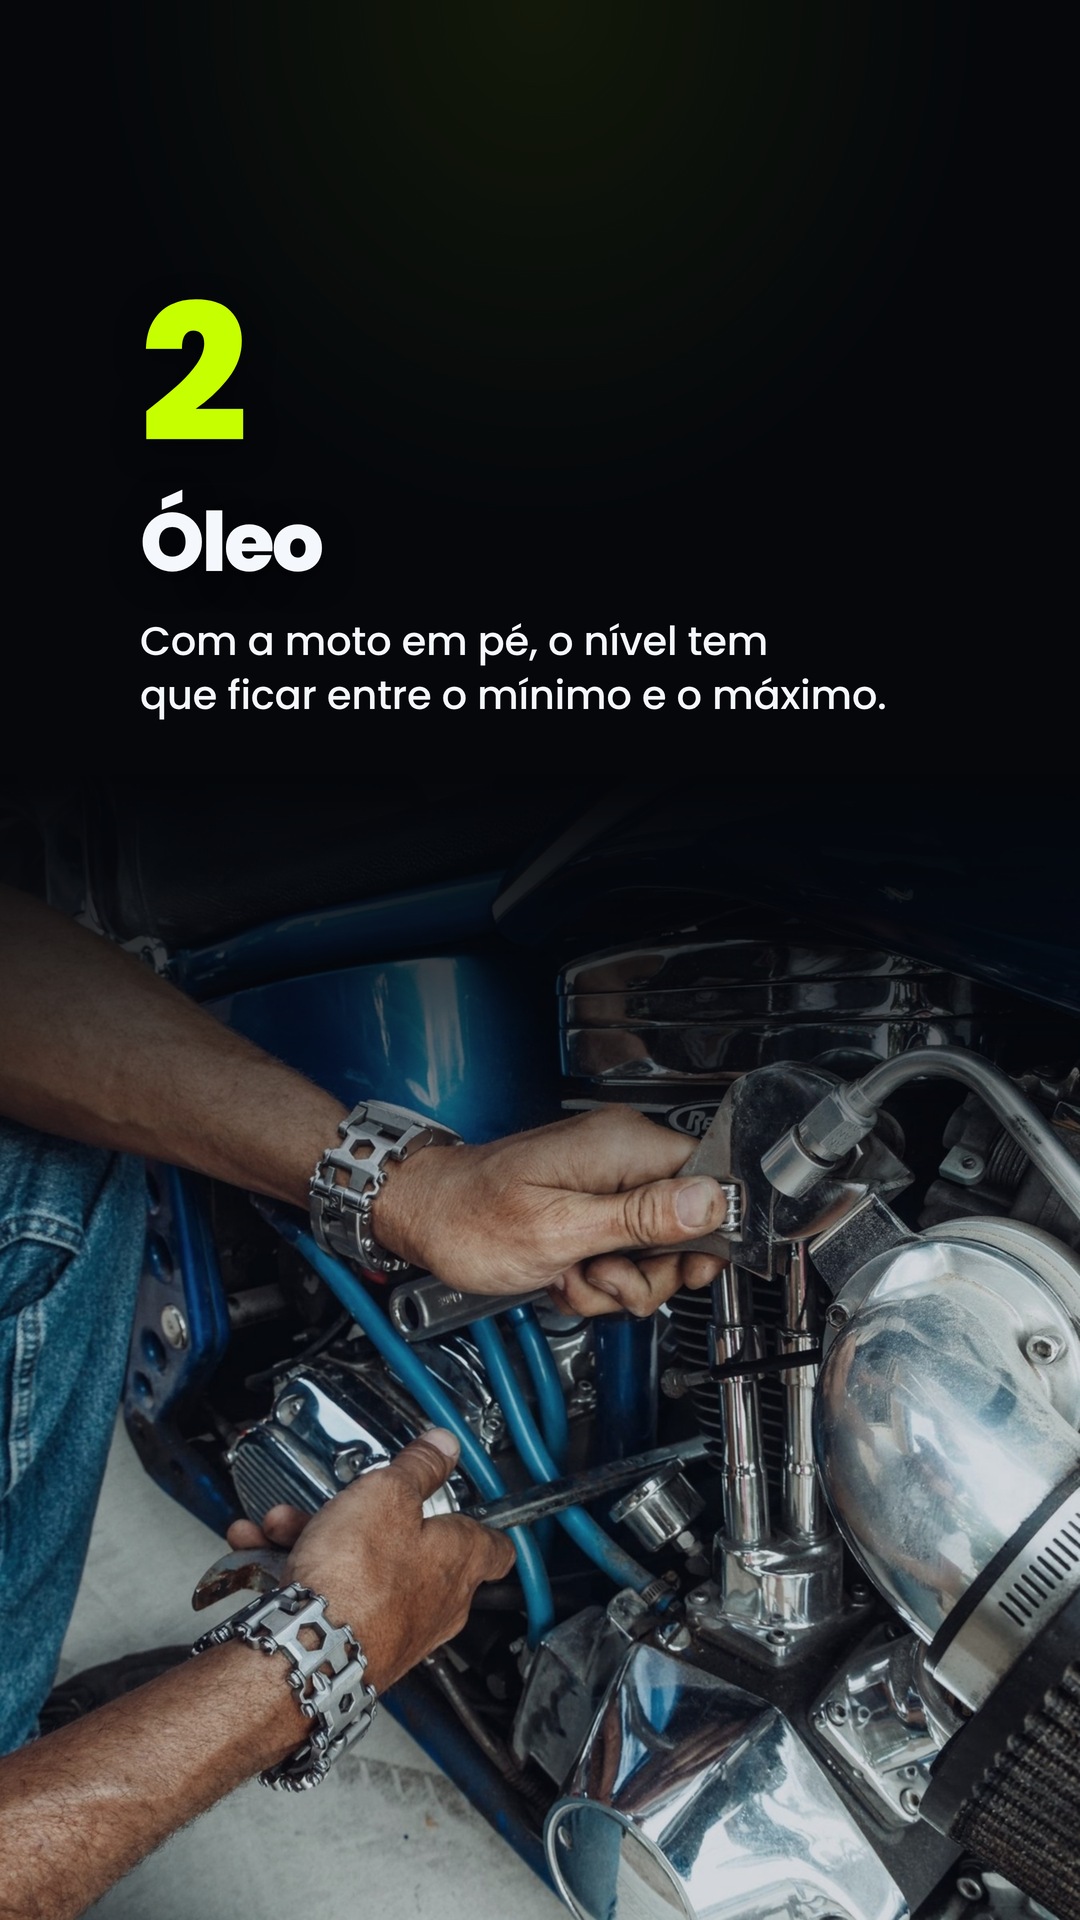 2
Óleo
Com a moto em pé, o nível tem
que ficar entre o mínimo e o máximo.